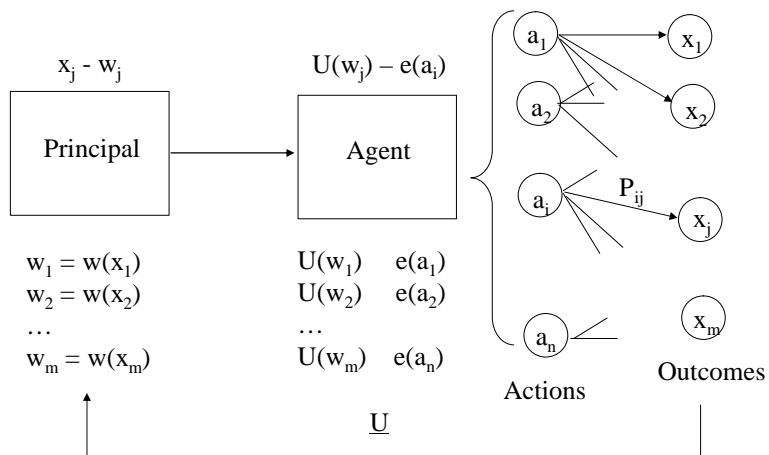 x_j - w_j
U(w_j) – e(a_i)
Principal
Agent
w_1 = w(x_1)
w_2 = w(x_2)
…
w_m = w(x_m)
U(w_1) e(a_1)
U(w_2) e(a_2)
…
U(w_m) e(a_n)
U
a_1
a_2
a_i
a_n
P_ij
x_1
x_2
x_j
x_m
Actions
Outcomes